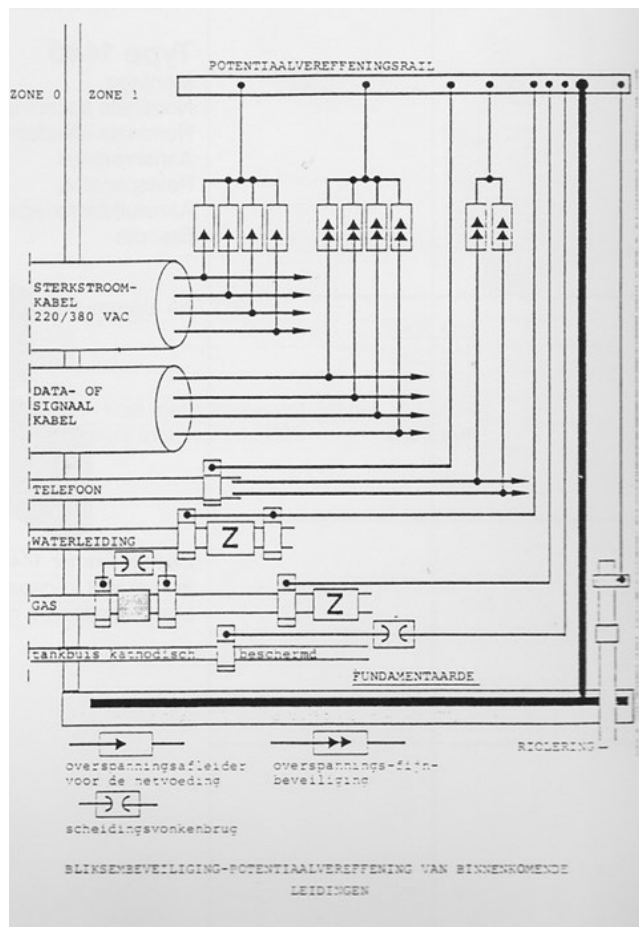 POTENTIAALVEREFFENINGSRAIL
ZONE 0 ZONE 1
STERKSTROOM-
KABEL
220/380 VAC
DATA- OF
SIGNAAL
KABEL
TELEFOON
WATERLEIDING
Z
GAS
Z
tankbuis kathodisch beschermd
FUNDAMENTAARDE
RIOLERING
overspanningsafleider
voor de netvoeding
overspannings-fijn-
beveiliging
scheidingsvonkenbrug
BLIKSEMBEVEILIGING-POTENTIAALVEREFFENING VAN BINNENKOMENDE
LEIDINGEN